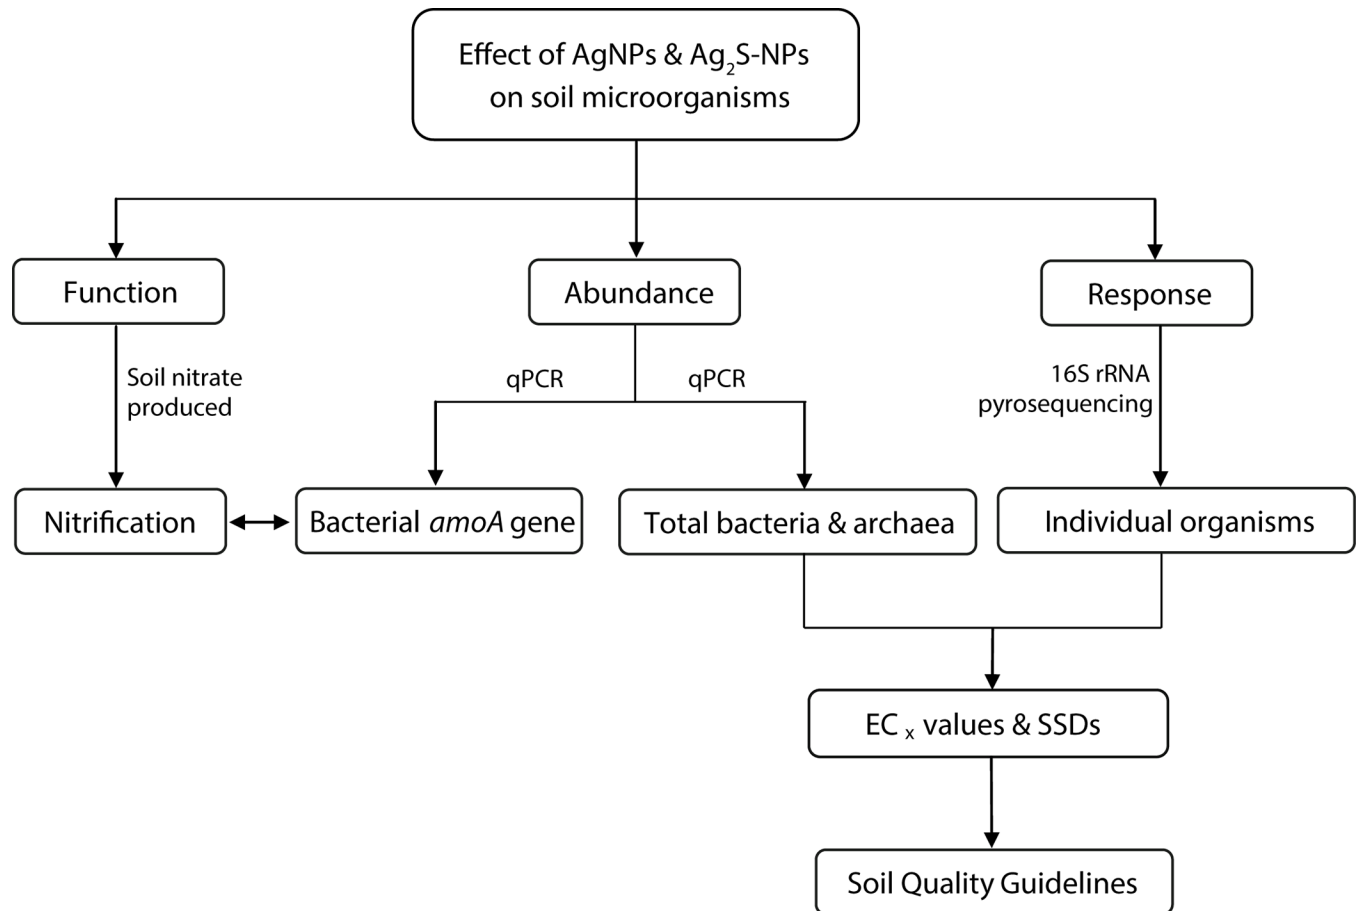 Effect of AgNPs & Ag₂S-NPs
on soil microorganisms
Function
Abundance
Response
Soil nitrate
produced
qPCR
qPCR
16S rRNA
pyrosequencing
Nitrification
Bacterial amoA gene
Total bacteria & archaea
Individual organisms
EC ₓ values & SSDs
Soil Quality Guidelines